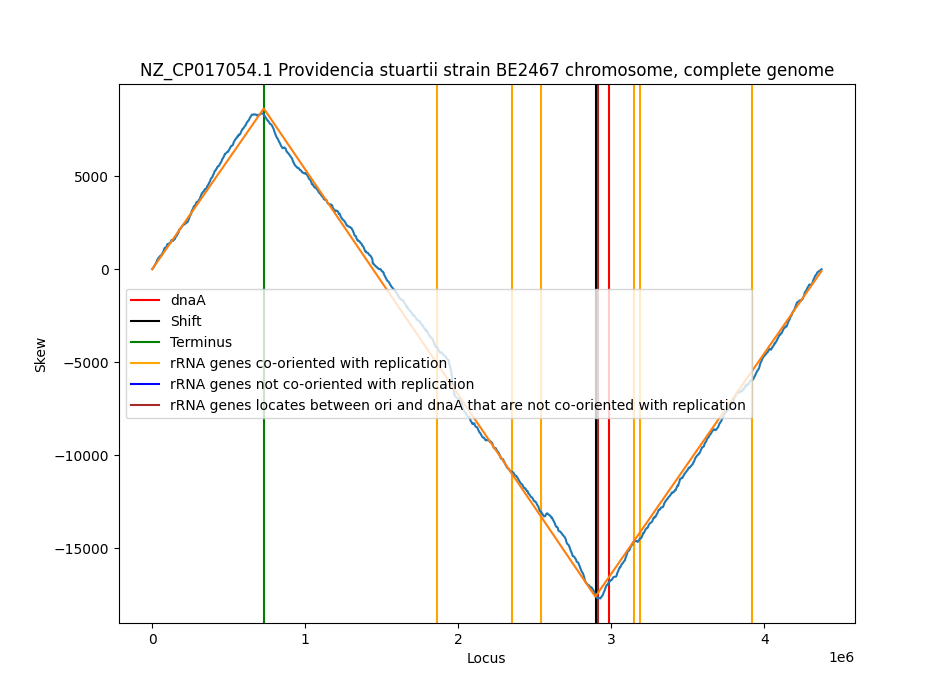 NZ_CP017054.1 Providencia stuartii strain BE2467 chromosome, complete genome
5000
0
−5000
−10000
−15000
Skew
dnaA
Shift
Terminus
rRNA genes co-oriented with replication
rRNA genes not co-oriented with replication
rRNA genes locates between ori and dnaA that are not co-oriented with replication
0 1 2 3 4
1e6
Locus